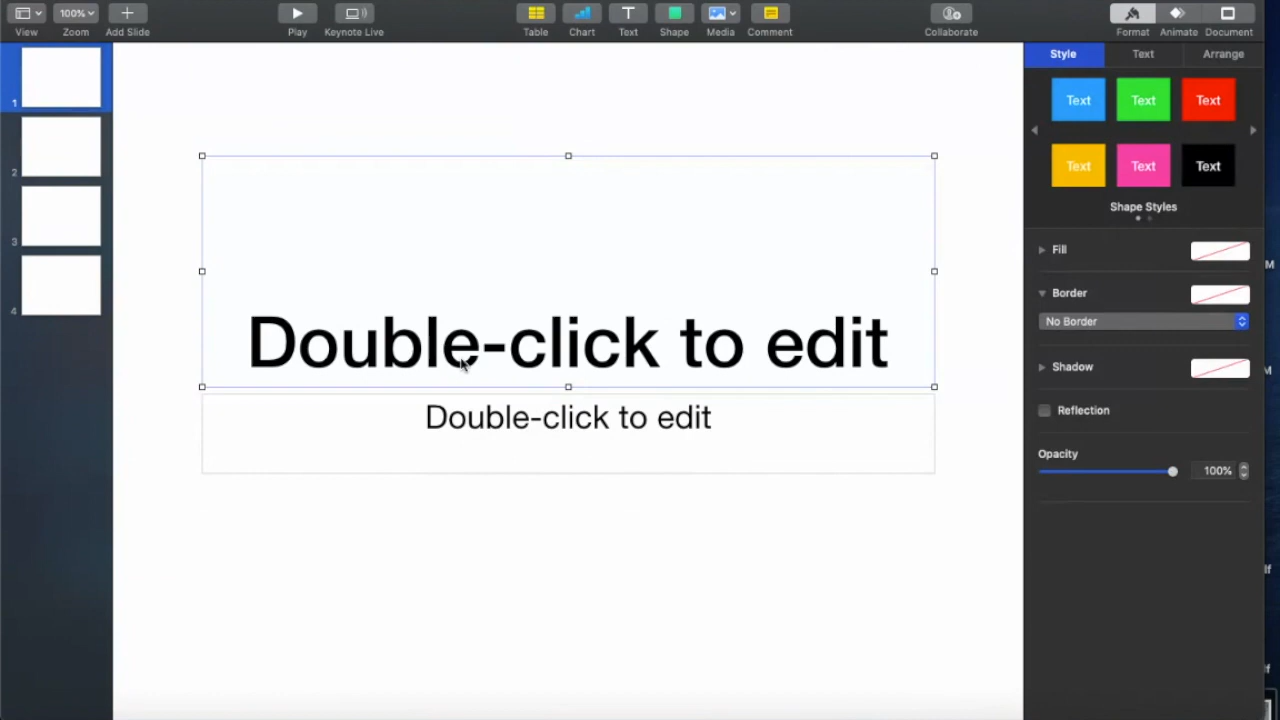 100%
View
Zoom
Add Slide
Play
Keynote Live
Table
Chart
Text
Shape
Media
Comment
Collaborate
Format
Animate
Document
1
2
3
4
Double-click to edit
Double-click to edit
Style
Text
Arrange
Text
Text
Text
Text
Text
Text
Shape Styles
Fill
Border
No Border
Shadow
Reflection
Opacity
100%
M
M
lf
lf